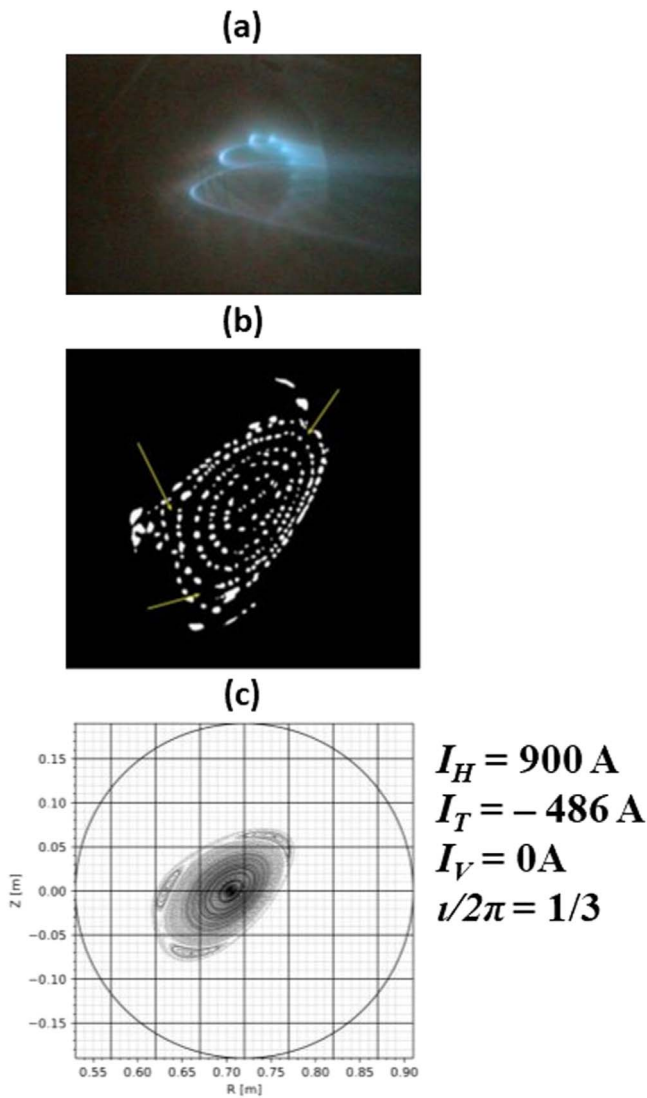 (a)
(b)
(c)
I_H = 900 A
I_T = – 486 A
I_V = 0A
ι/2π = 1/3
0.15
0.10
0.05
0.00
−0.05
−0.10
−0.15
Z [m]
0.55 0.60 0.65 0.70 0.75 0.80 0.85 0.90
R [m]